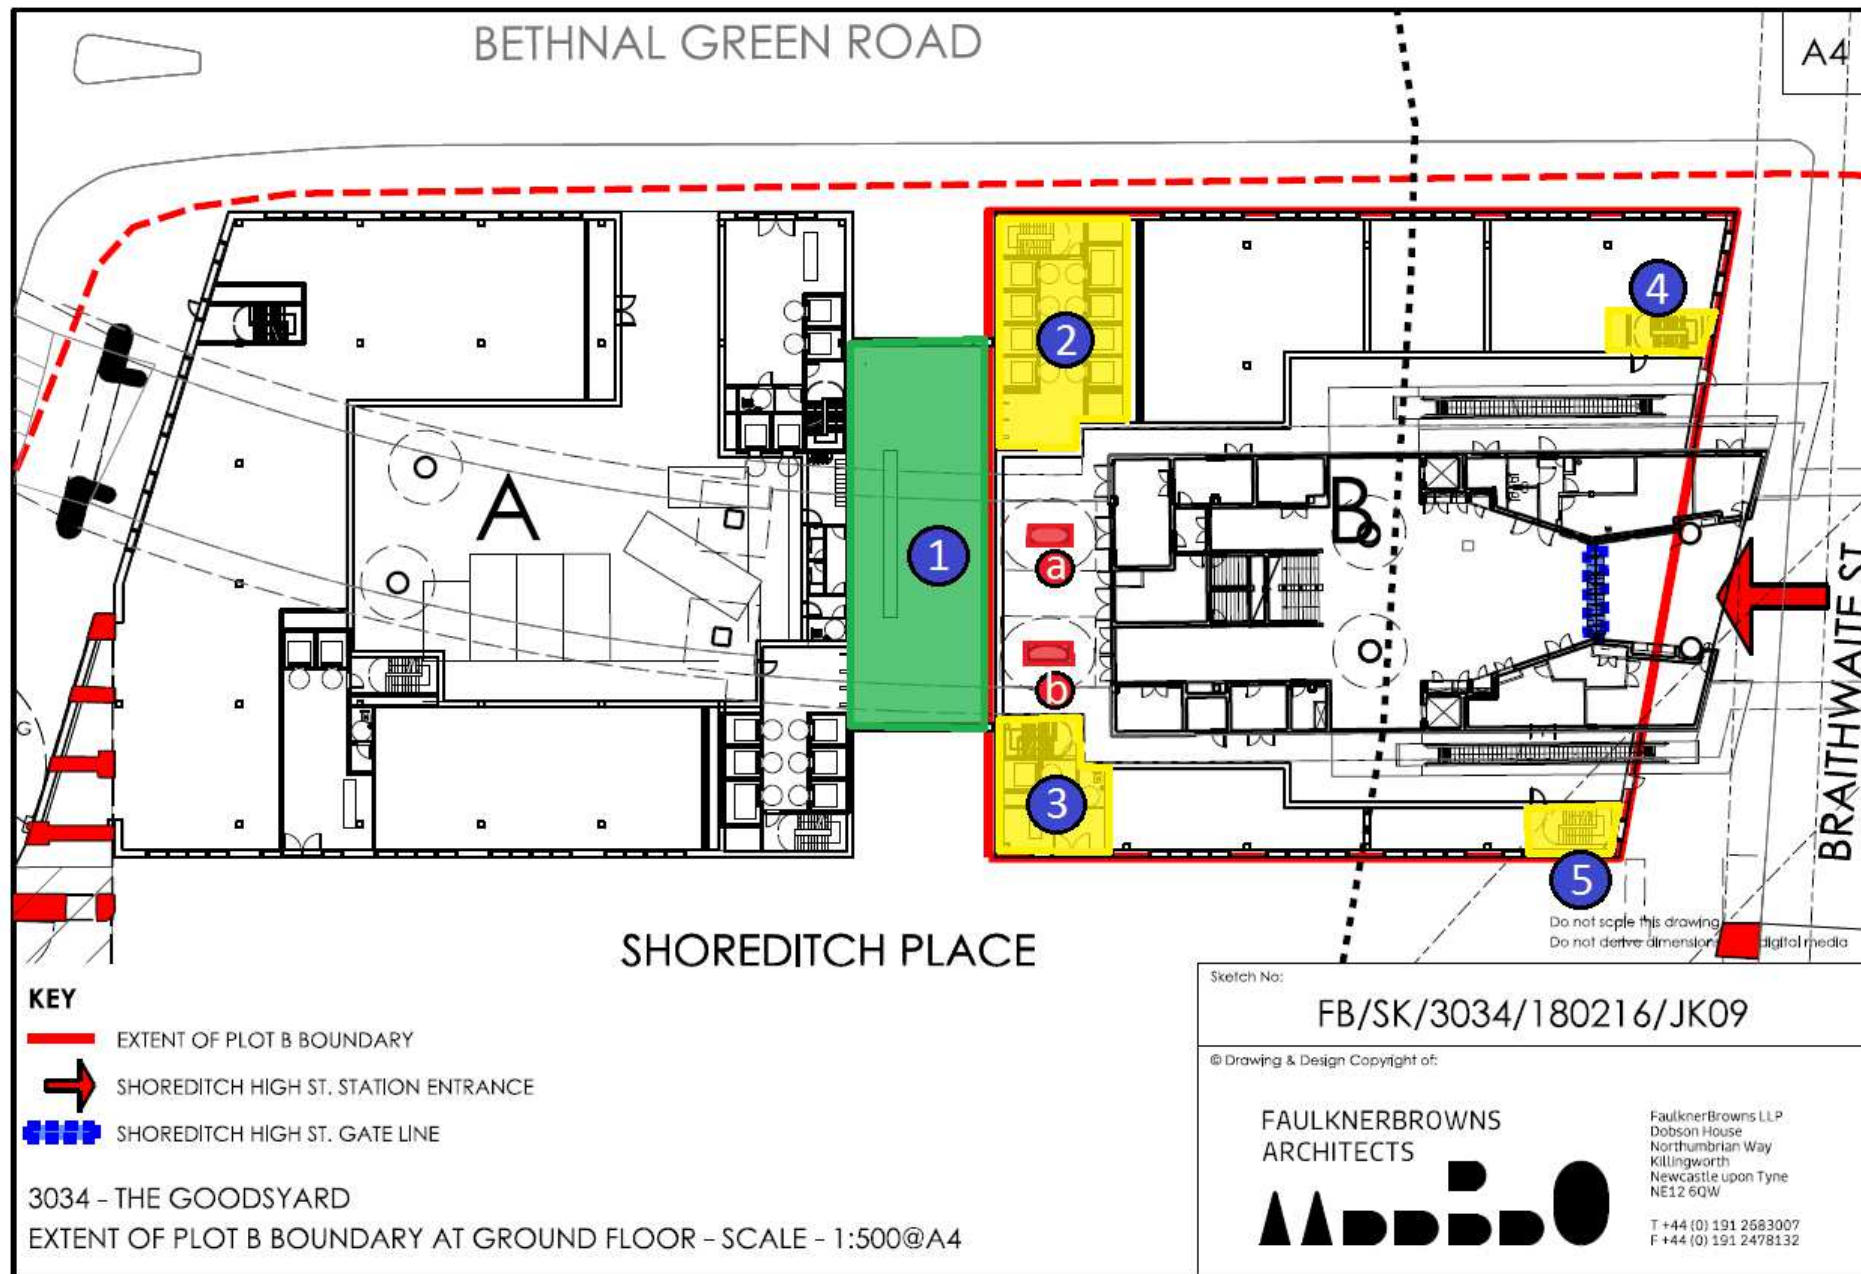 BETHNAL GREEN ROAD
A4
4
2
A
B
1
a
b
3
5
G
BRAITHWAITE ST
Do not scale this drawing
Do not derive dimensions digital media
SHOREDITCH PLACE
KEY
EXTENT OF PLOT B BOUNDARY
SHOREDITCH HIGH ST. STATION ENTRANCE
SHOREDITCH HIGH ST. GATE LINE
3034 - THE GOODSYARD
EXTENT OF PLOT B BOUNDARY AT GROUND FLOOR - SCALE - 1:500@A4
Sketch No:
FB/SK/3034/180216/JK09
© Drawing & Design Copyright of:
FAULKNERBROWNS
ARCHITECTS
FaulknerBrowns LLP
Dobson House
Northumbrian Way
Killingworth
Newcastle upon Tyne
NE12 6QW
T +44 (0) 191 2683007
F +44 (0) 191 2478132